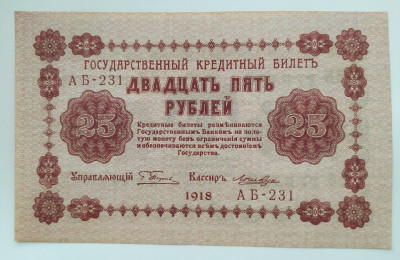 ГОСУДАРСТВЕННЫЙ КРЕДИТНЫЙ БИЛЕТЪ
АБ-231
ДВАДЦАТЬ ПЯТЬ
РУБЛЕЙ
25 25
Кредитные билеты размениваются
Государственнымъ Банкомъ на золо-
тую монету безъ ограниченія суммы
и обезпечиваются всѣмъ достояніемъ
Государства.
Управляющій Кассиръ
1918 АБ-231